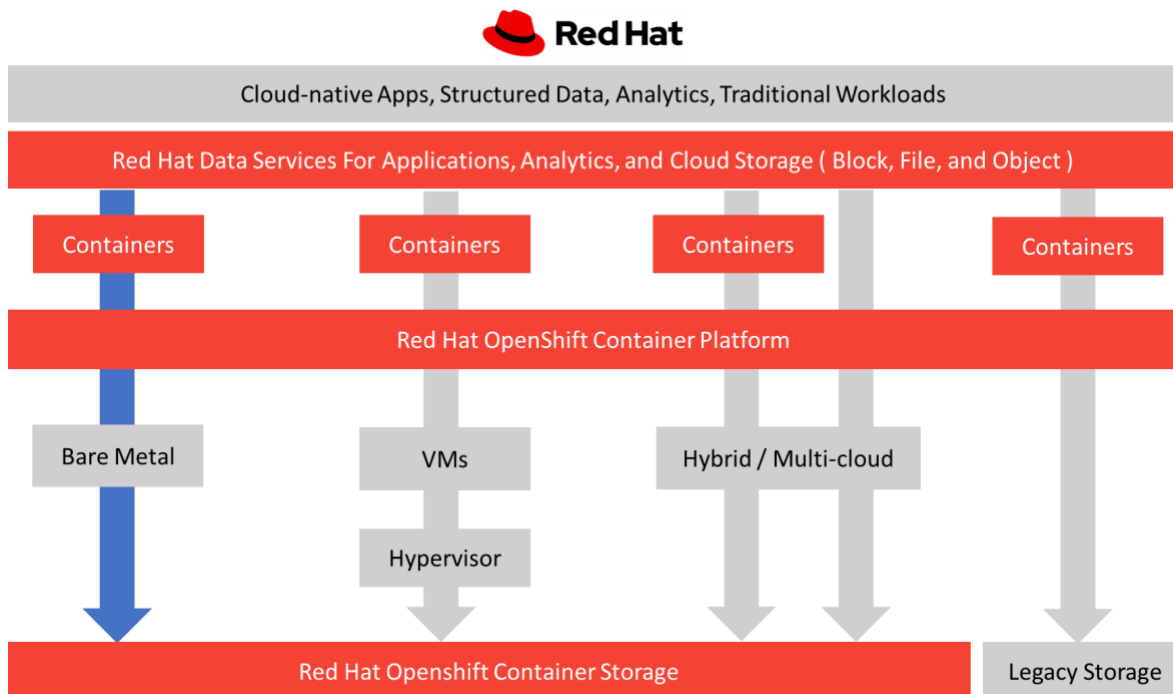 Red Hat
Cloud-native Apps, Structured Data, Analytics, Traditional Workloads
Red Hat Data Services For Applications, Analytics, and Cloud Storage ( Block, File, and Object )
Containers
Containers
Containers
Containers
Red Hat OpenShift Container Platform
Bare Metal
VMs
Hybrid / Multi-cloud
Hypervisor
Red Hat Openshift Container Storage
Legacy Storage